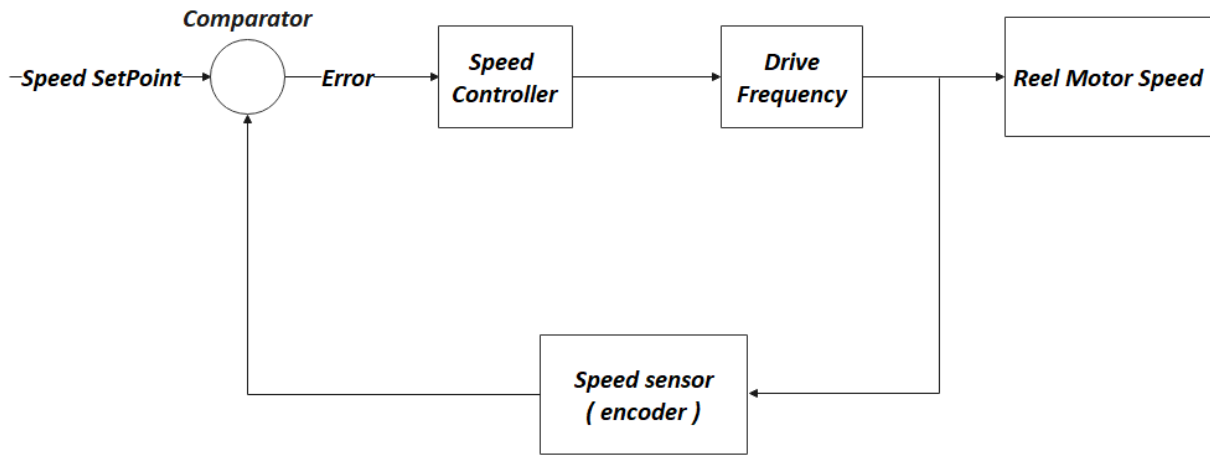 Comparator
Speed SetPoint
Error
Speed
Controller
Drive
Frequency
Reel Motor Speed
Speed sensor
( encoder )